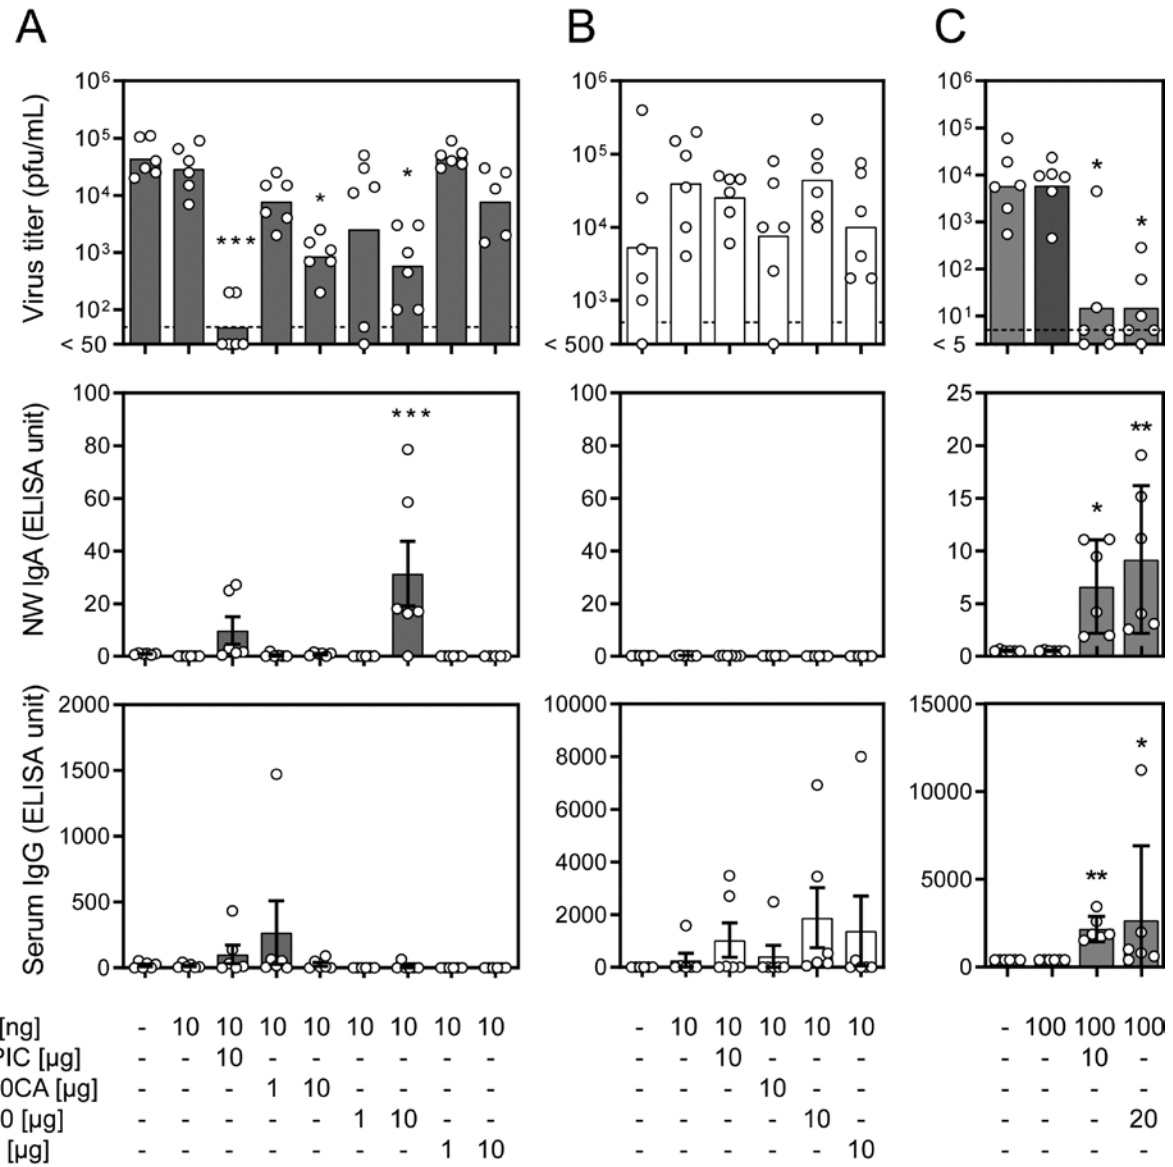 A B C
Virus titer (pfu/mL)
10⁶ 10⁶ 10⁶
10⁵ 10⁵ 10⁵
10⁴ 10⁴ 10⁴
10³ 10³ 10³
10² 10²
10¹
< 50 < 500 < 5
*** * * * *
NW IgA (ELISA unit)
100 100 25
80 80 20
60 60 15
40 40 10
20 20 5
0 0 0
*** * **
Serum IgG (ELISA unit)
2000 10000 15000
1500 8000 10000
1000 6000 5000
500 4000 0
0 2000
0
** *
[ng] - 10 10 10 10 10 10 10 10 - 10 10 10 10 10 - 100 100 100
PIC [µg] - - 10 - - - - - - - - 10 - - - - - 10 -
0CA [µg] - - - 1 10 - - - - - - - 10 - - - - - -
0 [µg] - - - - - 1 10 - - - - - - 10 - - - - 20
[µg] - - - - - - - 1 10 - - - - - 10 - - - -